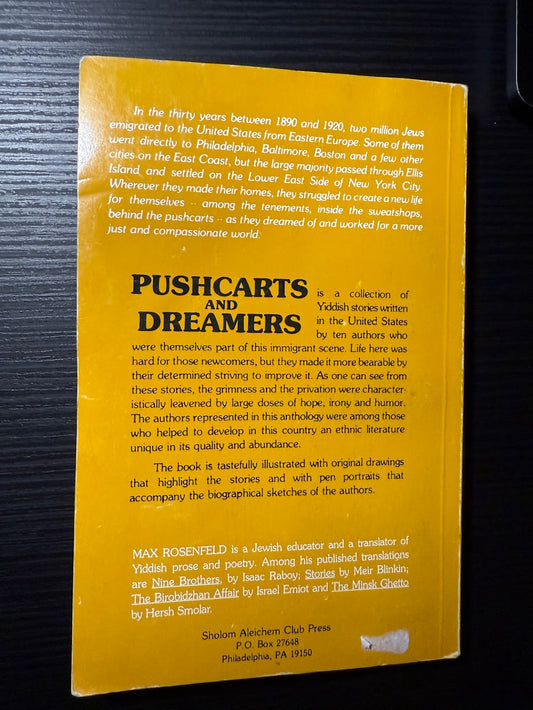 In the thirty years between 1890 and 1920, two million Jews
emigrated to the United States from Eastern Europe. Some of them
went directly to Philadelphia, Baltimore, Boston and a few other
cities on the East Coast, but the large majority passed through Ellis
Island, and settled on the Lower East Side of New York City.
Wherever they made their homes, they struggled to create a new life
for themselves -- among the tenements, inside the sweatshops,
behind the pushcarts -- as they dreamed of and worked for a more
just and compassionate world:
PUSHCARTS
AND
DREAMERS
is a collection of
Yiddish stories written
in the United States
by ten authors who
were themselves part of this immigrant scene. Life here was
hard for those newcomers, but they made it more bearable by
their determined striving to improve it. As one can see from
these stories, the grimness and the privation were character-
istically leavened by large doses of hope, irony and humor.
The authors represented in this anthology were among those
who helped to develop in this country an ethnic literature
unique in its quality and abundance.
The book is tastefully illustrated with original drawings
that highlight the stories and with pen portraits that
accompany the biographical sketches of the authors.
MAX ROSENFELD is a Jewish educator and a translator of
Yiddish prose and poetry. Among his published translations
are Nine Brothers, by Isaac Raboy; Stories by Meir Blinkin;
The Birobidzhan Affair by Israel Emiot and The Minsk Ghetto
by Hersh Smolar.
Sholom Aleichem Club Press
P.O. Box 27648
Philadelphia, PA 19150